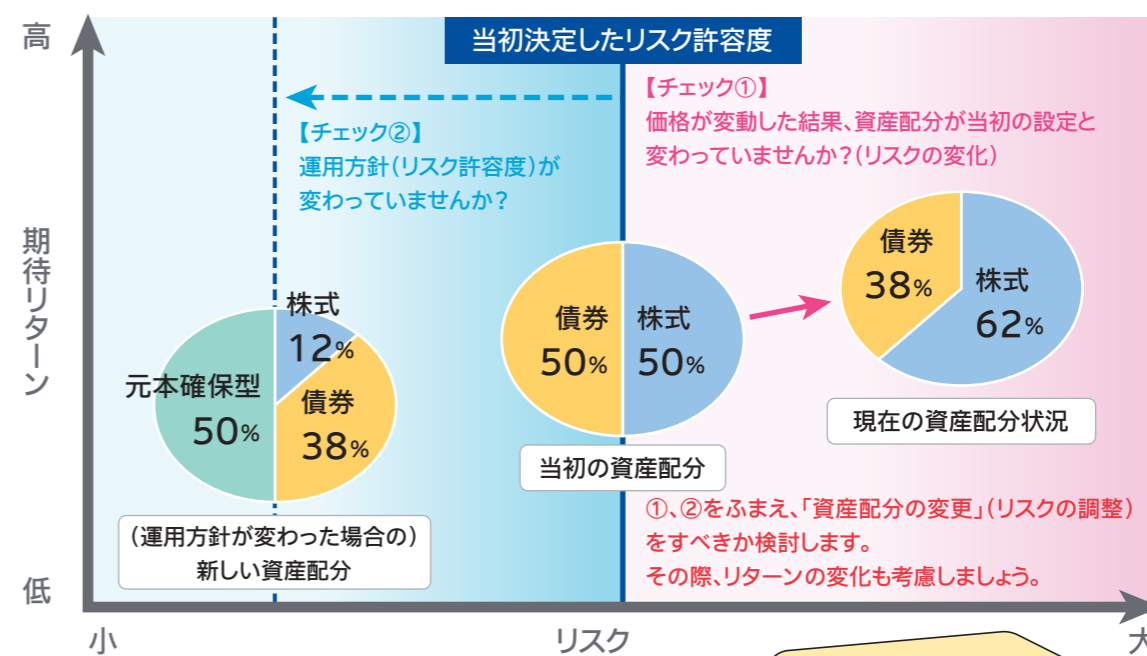 高
当初決定したリスク許容度
【チェック①】
価格が変動した結果、資産配分が当初の設定と
変わっていませんか？（リスクの変化）
【チェック②】
運用方針（リスク許容度）が
変わっていませんか？
期待リターン
債券
38%
株式
62%
現在の資産配分状況
債券
50%
株式
50%
当初の資産配分
株式
12%
元本確保型
50%
債券
38%
（運用方針が変わった場合の）
新しい資産配分
①、②をふまえ、「資産配分の変更」（リスクの調整）
をすべきか検討します。
その際、リターンの変化も考慮しましょう。
低
小
リスク
大